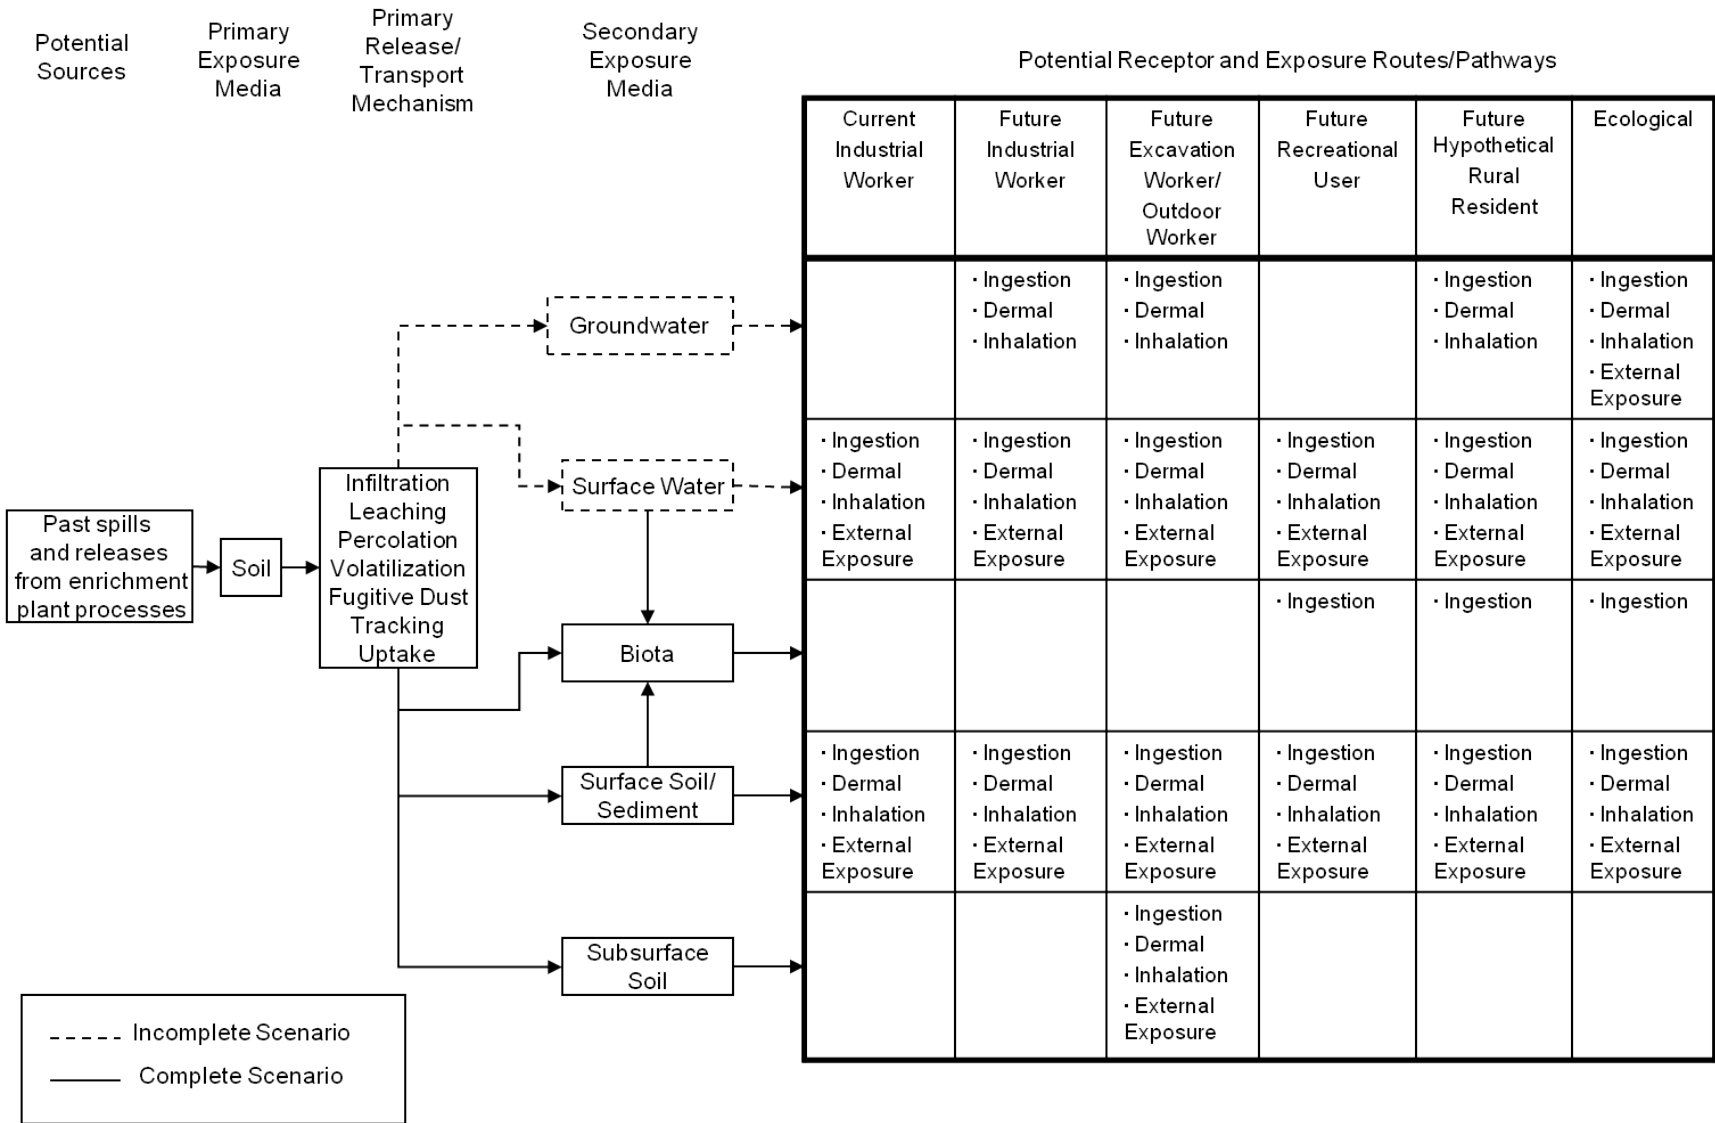 Potential
Sources
Primary
Exposure
Media
Primary
Release/
Transport
Mechanism
Secondary
Exposure
Media
Potential Receptor and Exposure Routes/Pathways
Current
Industrial
Worker
Future
Industrial
Worker
Future
Excavation
Worker/
Outdoor
Worker
Future
Recreational
User
Future
Hypothetical
Rural
Resident
Ecological
Past spills
and releases
from enrichment
plant processes
Soil
Infiltration
Leaching
Percolation
Volatilization
Fugitive Dust
Tracking
Uptake
Groundwater
· Ingestion
· Dermal
· Inhalation
· Ingestion
· Dermal
· Inhalation
· Ingestion
· Dermal
· Inhalation
· Ingestion
· Dermal
· Inhalation
· External
Exposure
Surface Water
· Ingestion
· Dermal
· Inhalation
· External
Exposure
· Ingestion
· Dermal
· Inhalation
· External
Exposure
· Ingestion
· Dermal
· Inhalation
· External
Exposure
· Ingestion
· Dermal
· Inhalation
· External
Exposure
· Ingestion
· Dermal
· Inhalation
· External
Exposure
· Ingestion
· Dermal
· Inhalation
· External
Exposure
Biota
· Ingestion
· Ingestion
· Ingestion
Surface Soil/
Sediment
· Ingestion
· Dermal
· Inhalation
· External
Exposure
· Ingestion
· Dermal
· Inhalation
· External
Exposure
· Ingestion
· Dermal
· Inhalation
· External
Exposure
· Ingestion
· Dermal
· Inhalation
· External
Exposure
· Ingestion
· Dermal
· Inhalation
· External
Exposure
· Ingestion
· Dermal
· Inhalation
· External
Exposure
Subsurface
Soil
· Ingestion
· Dermal
· Inhalation
· External
Exposure
Incomplete Scenario
Complete Scenario